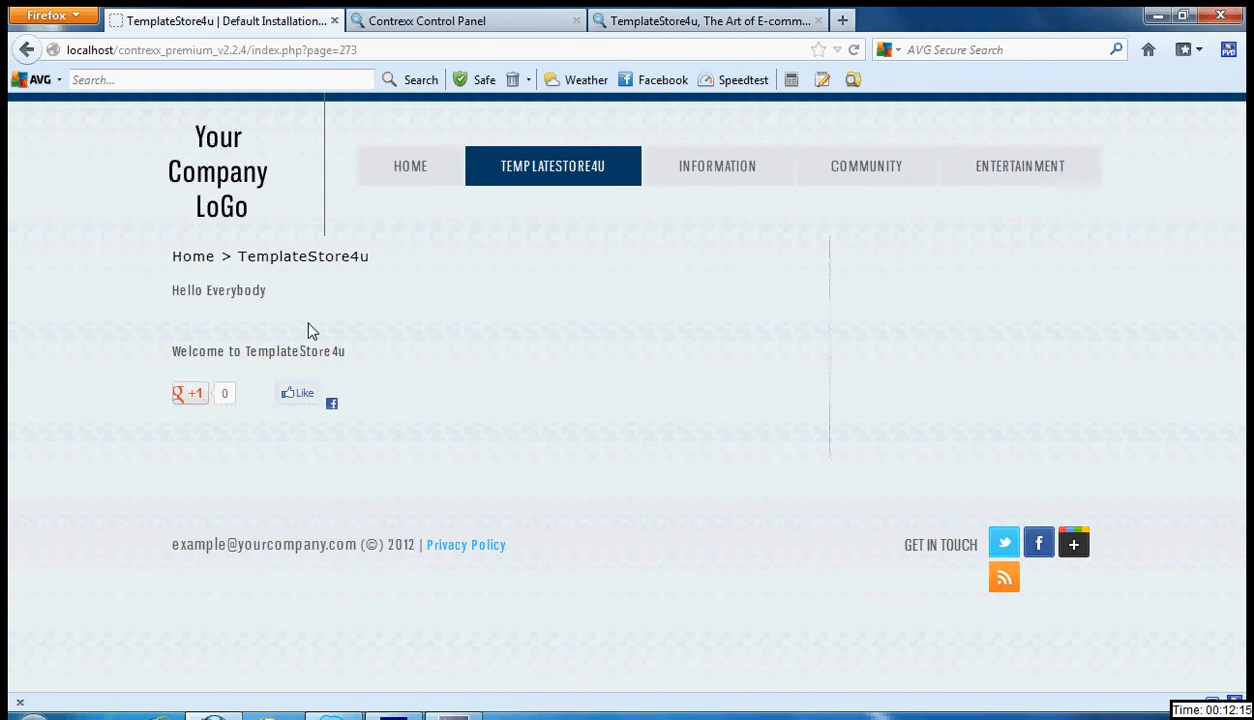 Firefox
TemplateStore4u | Default Installation...
Contrexx Control Panel
TemplateStore4u, The Art of E-comm...
localhost/contrexx_premium_v2.2.4/index.php?page=273
AVG Secure Search
AVG
Search...
Search
Safe
Weather
Facebook
Speedtest
Your
Company
LoGo
HOME
TEMPLATESTORE4U
INFORMATION
COMMUNITY
ENTERTAINMENT
Home > TemplateStore4u
Hello Everybody
Welcome to TemplateStore4u
+1
0
Like
example@yourcompany.com (©) 2012 | Privacy Policy
GET IN TOUCH
Time: 00:12:15